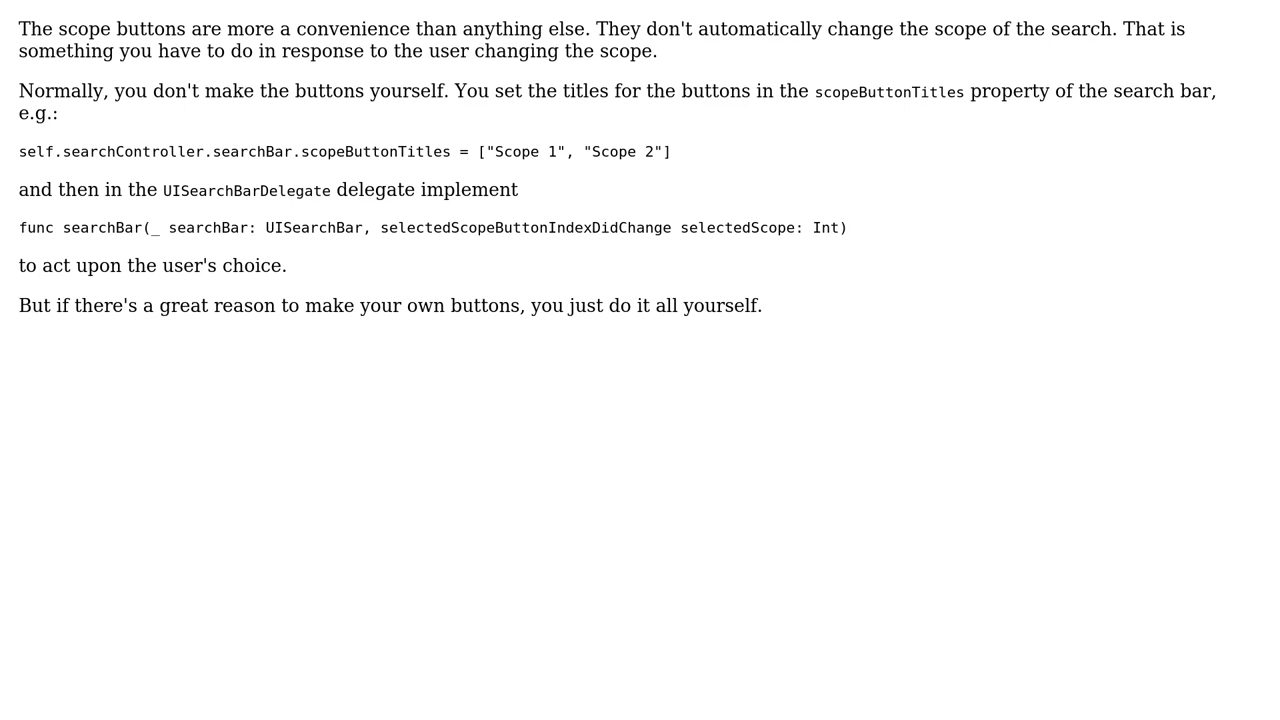 The scope buttons are more a convenience than anything else. They don't automatically change the scope of the search. That is
something you have to do in response to the user changing the scope.
Normally, you don't make the buttons yourself. You set the titles for the buttons in the scopeButtonTitles property of the search bar,
e.g.:
self.searchController.searchBar.scopeButtonTitles = ["Scope 1", "Scope 2"]
and then in the UISearchBarDelegate delegate implement
func searchBar(_ searchBar: UISearchBar, selectedScopeButtonIndexDidChange selectedScope: Int)
to act upon the user's choice.
But if there's a great reason to make your own buttons, you just do it all yourself.